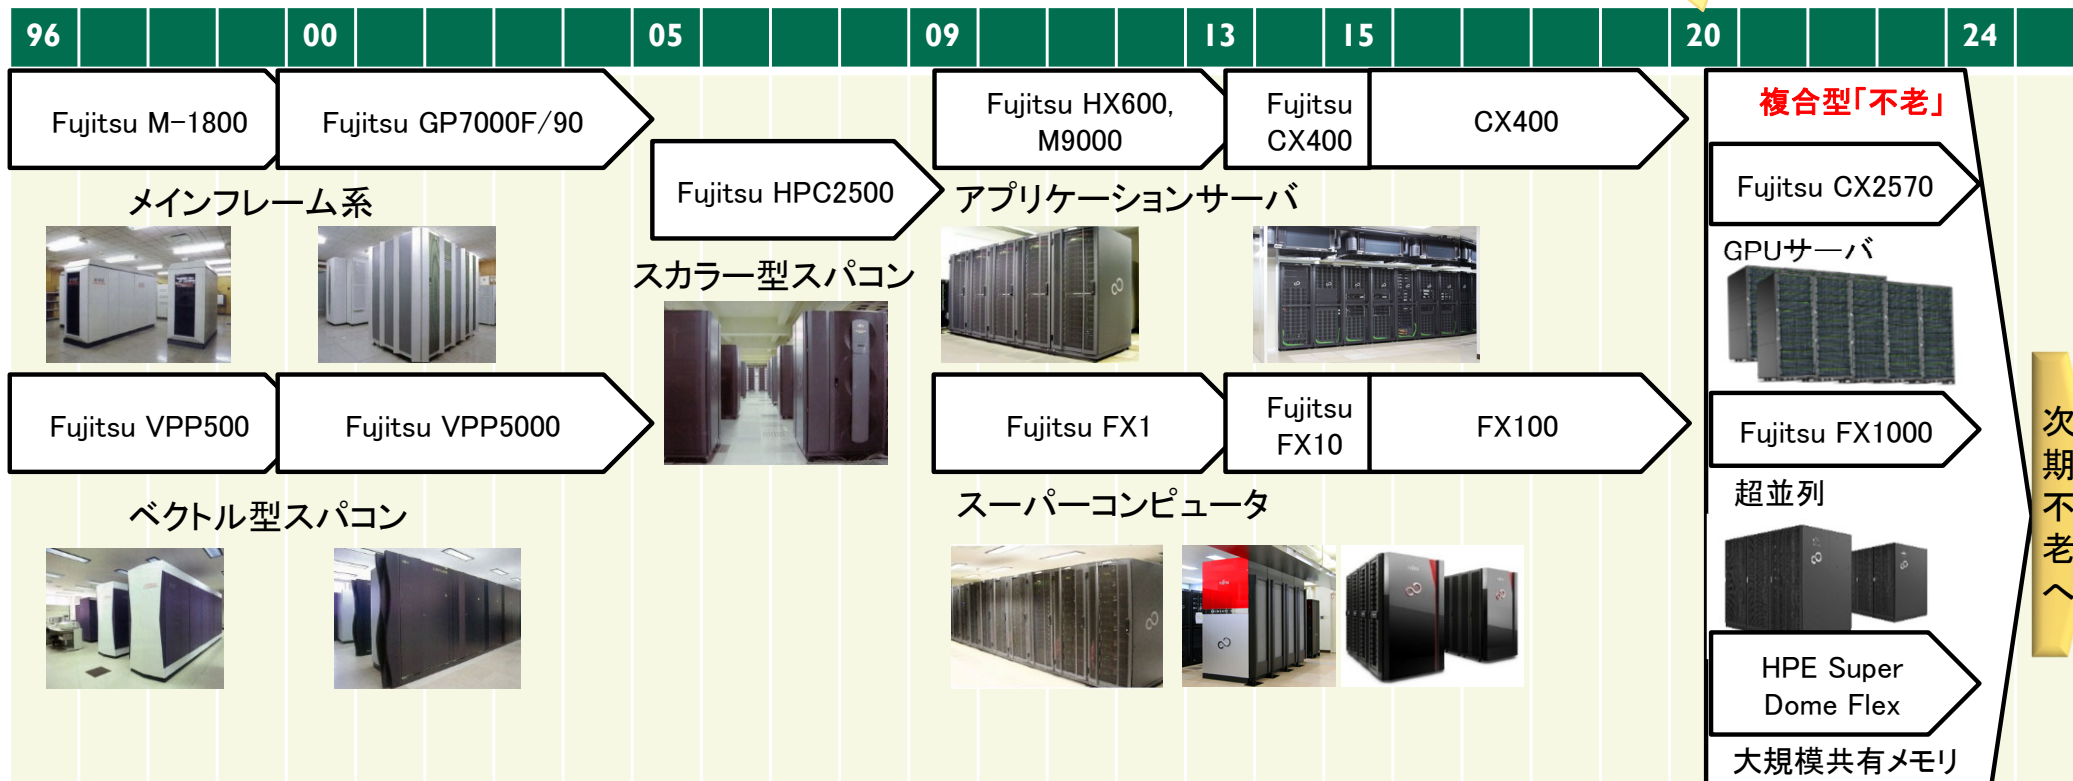 96 00 05 09 13 15 20 24
Fujitsu M-1800
Fujitsu GP7000F/90
メインフレーム系
Fujitsu VPP500
Fujitsu VPP5000
ベクトル型スパコン
Fujitsu HPC2500
スカラー型スパコン
Fujitsu HX600,
M9000
Fujitsu
CX400
CX400
アプリケーションサーバ
Fujitsu FX1
Fujitsu
FX10
FX100
スーパーコンピュータ
複合型「不老」
Fujitsu CX2570
GPUサーバ
Fujitsu FX1000
超並列
HPE Super
Dome Flex
大規模共有メモリ
次期不老へ